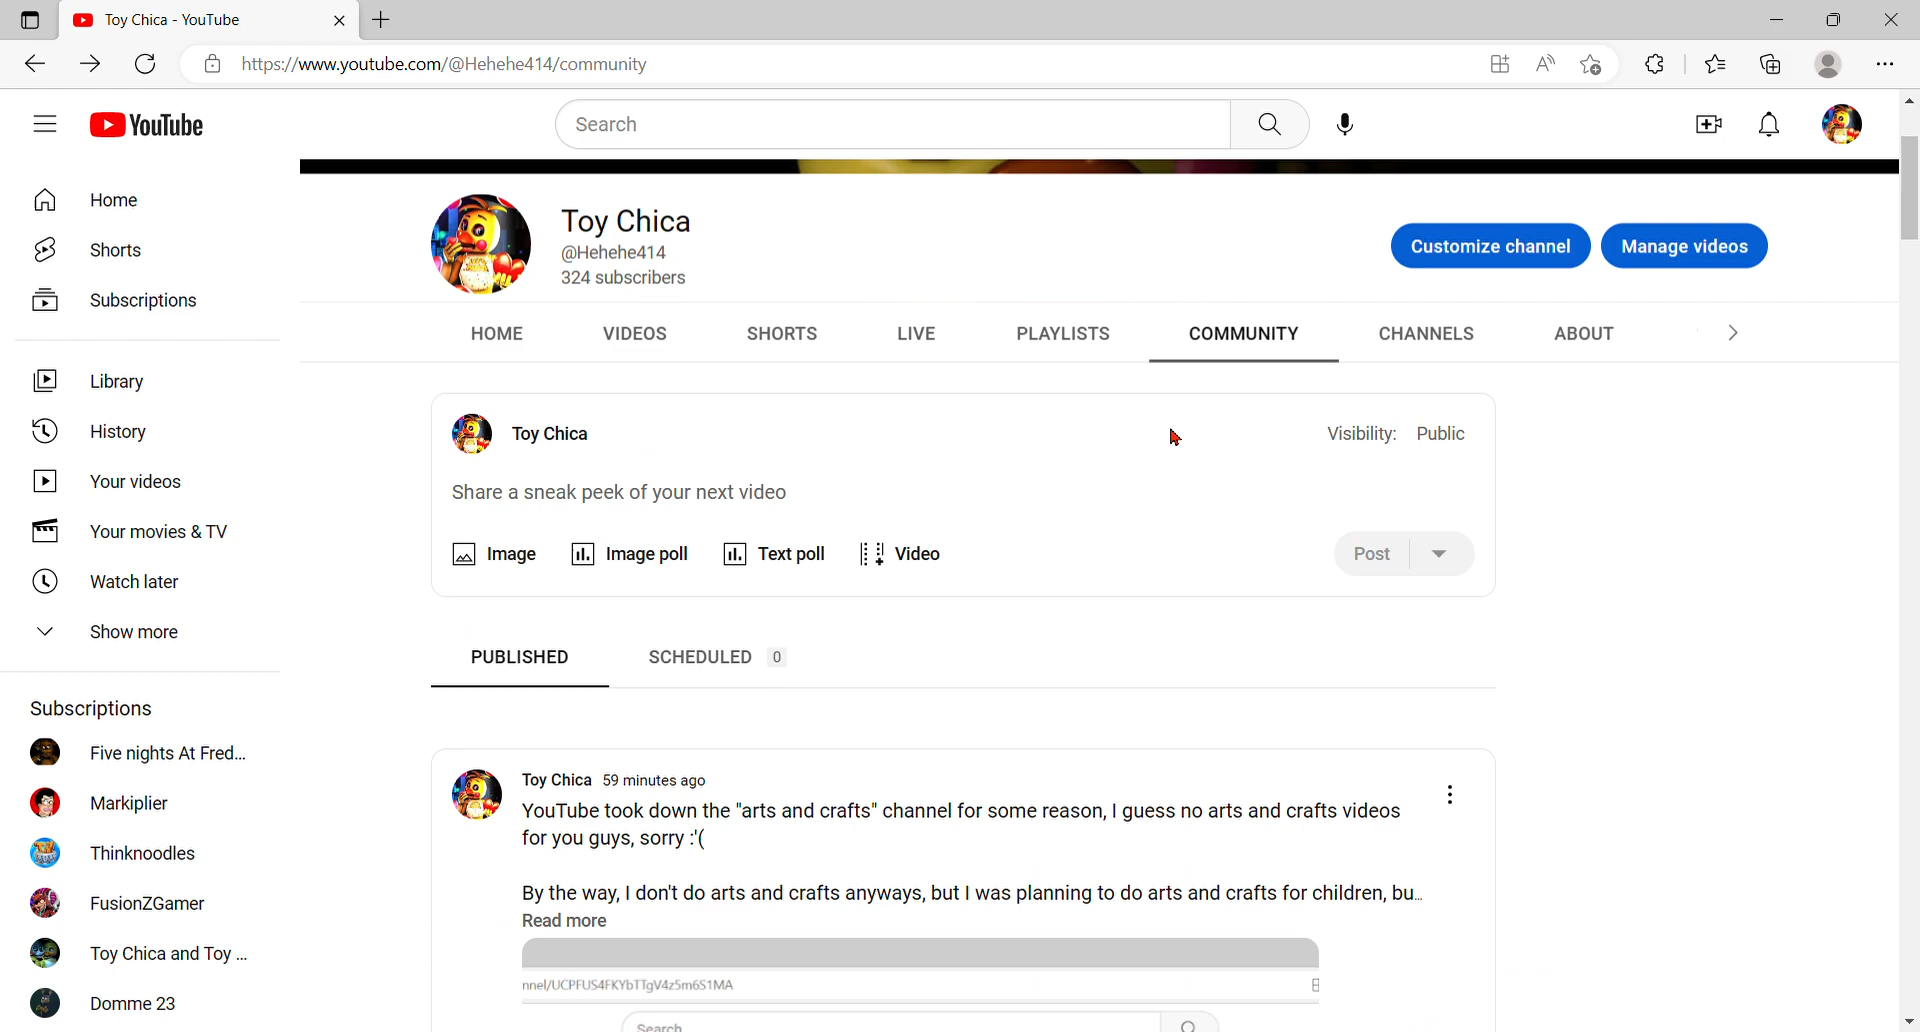 Toy Chica - YouTube
https://www.youtube.com/@Hehehe414/community
YouTube
Search
Home
Shorts
Subscriptions
Library
History
Your videos
Your movies & TV
Watch later
Show more
Subscriptions
Five nights At Fred...
Markiplier
Thinknoodles
FusionZGamer
Toy Chica and Toy ...
Domme 23
Toy Chica
@Hehehe414
324 subscribers
Customize channel
Manage videos
HOME VIDEOS SHORTS LIVE PLAYLISTS COMMUNITY CHANNELS ABOUT
Toy Chica
Visibility: Public
Share a sneak peek of your next video
Image Image poll Text poll Video
Post
PUBLISHED SCHEDULED 0
Toy Chica 59 minutes ago
YouTube took down the "arts and crafts" channel for some reason, I guess no arts and crafts videos
for you guys, sorry :'(
By the way, I don't do arts and crafts anyways, but I was planning to do arts and crafts for children, bu...
Read more
nnel/UCPFUS4FKYbTTgV4z5m6S1MA
Search